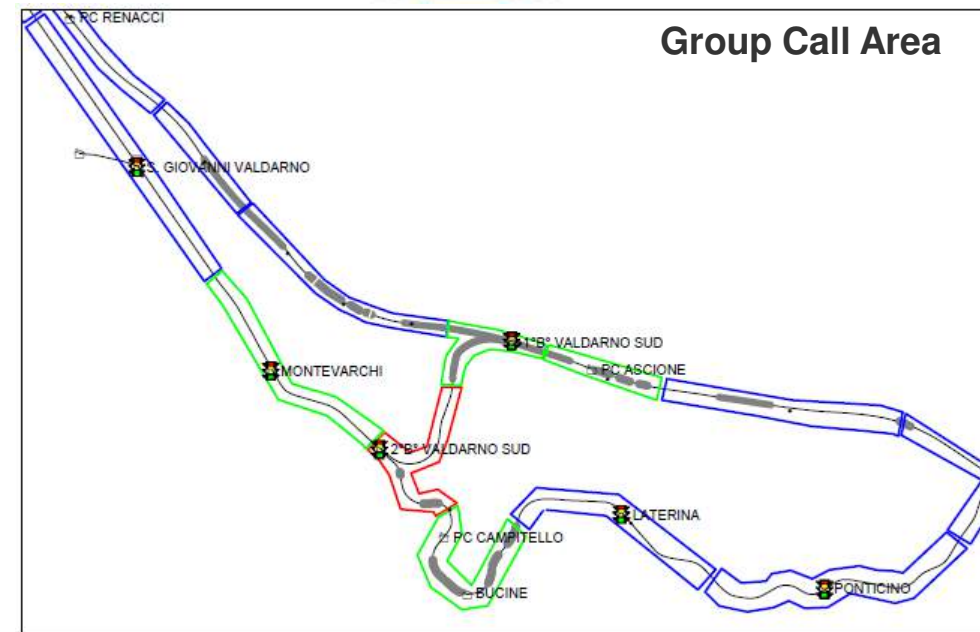 PC RENACCI
Group Call Area
S. GIOVANNI VALDARNO
1°B° VALDARNO SUD
MONTEVARCHI
PC ASCIONE
2°B° VALDARNO SUD
LATERINA
PC CAMPITELLO
BUCINE
PONTICINO